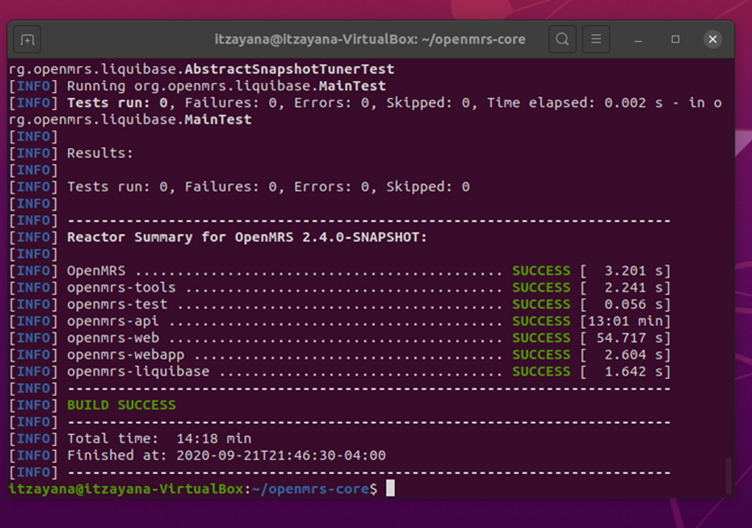 itzayana@itzayana-VirtualBox: ~/openmrs-core
rg.openmrs.liquibase.AbstractSnapshotTunerTest
[INFO] Running org.openmrs.liquibase.MainTest
[INFO] Tests run: 0, Failures: 0, Errors: 0, Skipped: 0, Time elapsed: 0.002 s - in o
rg.openmrs.liquibase.MainTest
[INFO]
[INFO] Results:
[INFO]
[INFO] Tests run: 0, Failures: 0, Errors: 0, Skipped: 0
[INFO]
[INFO] ------------------------------------------------------------------------
[INFO] Reactor Summary for OpenMRS 2.4.0-SNAPSHOT:
[INFO]
[INFO] OpenMRS ............................................ SUCCESS [  3.201 s]
[INFO] openmrs-tools ...................................... SUCCESS [  2.241 s]
[INFO] openmrs-test ....................................... SUCCESS [  0.056 s]
[INFO] openmrs-api ........................................ SUCCESS [13:01 min]
[INFO] openmrs-web ........................................ SUCCESS [ 54.717 s]
[INFO] openmrs-webapp ..................................... SUCCESS [  2.604 s]
[INFO] openmrs-liquibase .................................. SUCCESS [  1.642 s]
[INFO] ------------------------------------------------------------------------
[INFO] BUILD SUCCESS
[INFO] ------------------------------------------------------------------------
[INFO] Total time:  14:18 min
[INFO] Finished at: 2020-09-21T21:46:30-04:00
[INFO] ------------------------------------------------------------------------
itzayana@itzayana-VirtualBox:~/openmrs-core$